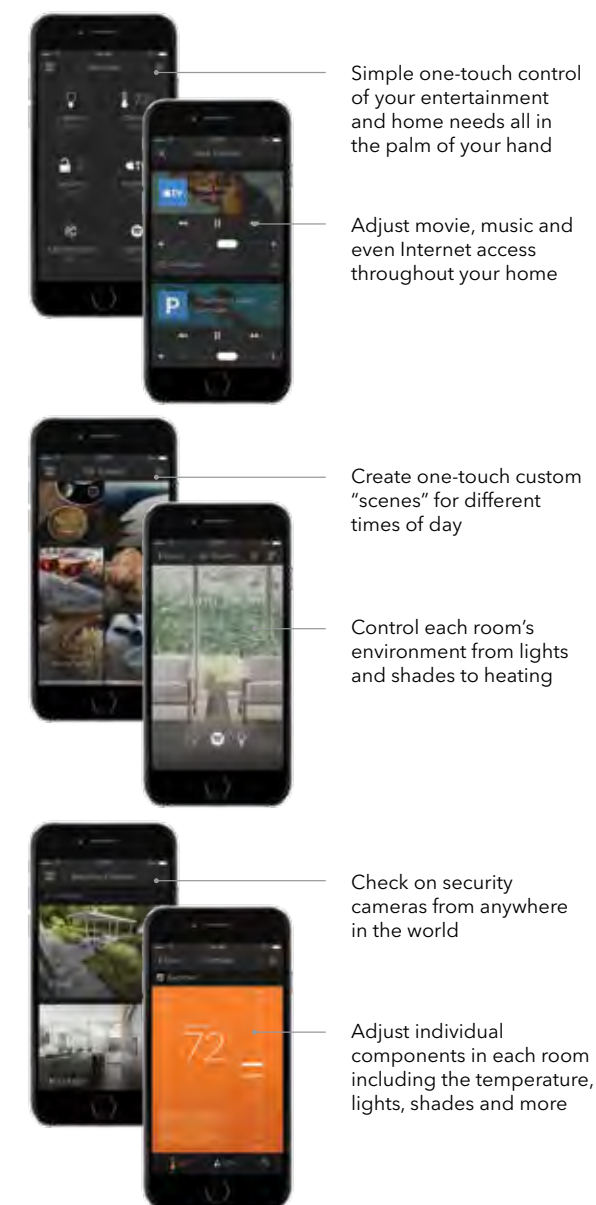 Simple one-touch control
of your entertainment
and home needs all in
the palm of your hand
tv
Adjust movie, music and
even Internet access
throughout your home
P
Create one-touch custom
“scenes” for different
times of day
Control each room’s
environment from lights
and shades to heating
Check on security
cameras from anywhere
in the world
72
Adjust individual
components in each room
including the temperature,
lights, shades and more